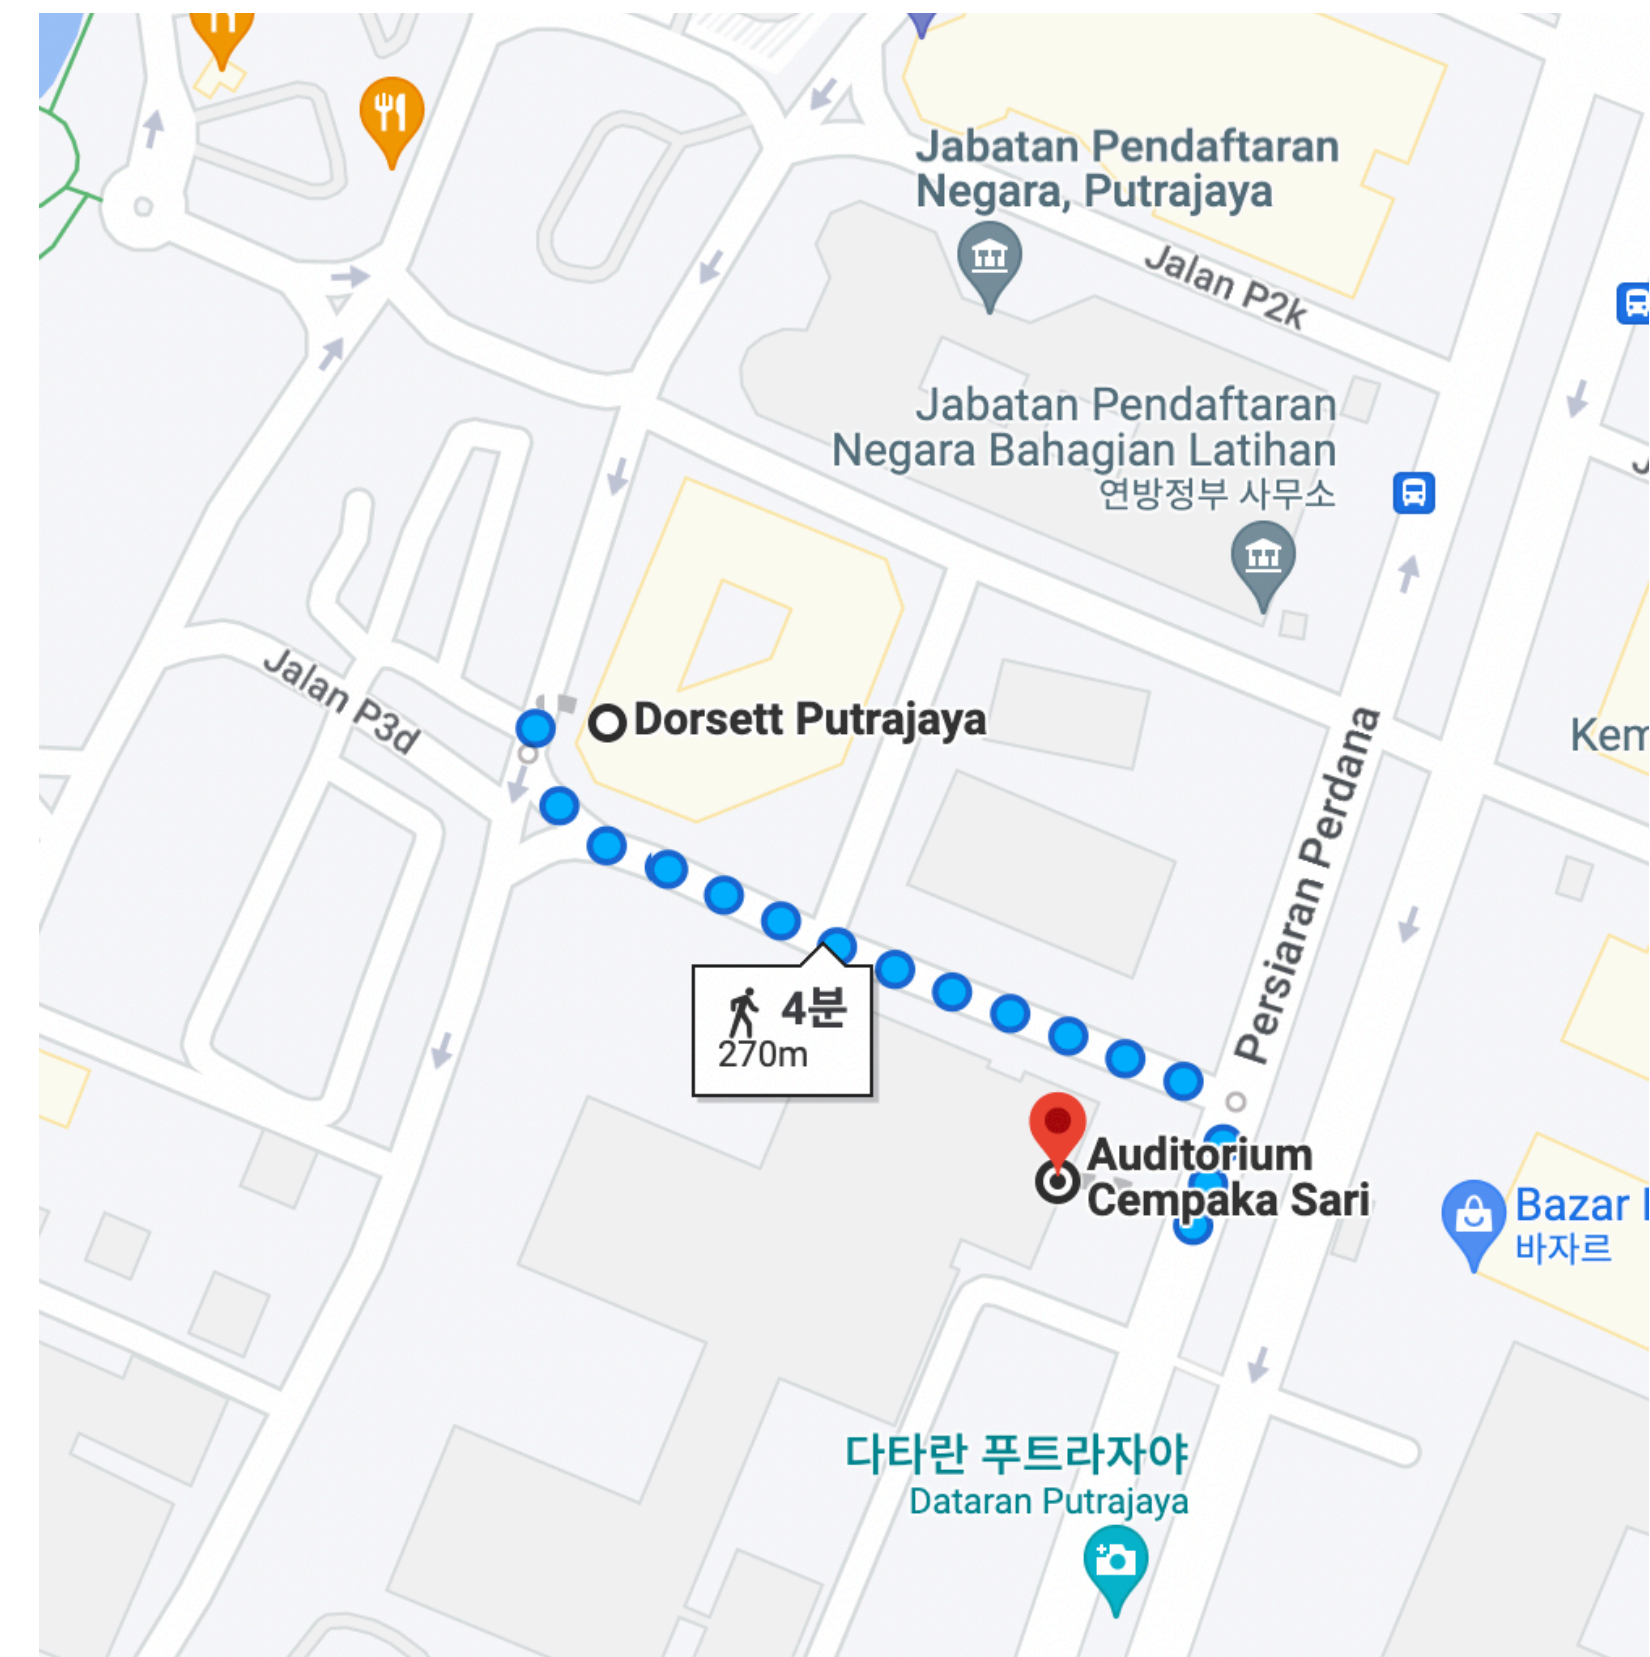 Jabatan Pendaftaran
Negara, Putrajaya
Jalan P2k
Jabatan Pendaftaran
Negara Bahagian Latihan
연방정부 사무소
Jalan P3d
Dorsett Putrajaya
Persiaran Perdana
Kem
4분
270m
Auditorium
Cempaka Sari
Bazar
바자르
다타란 푸트라자야
Dataran Putrajaya